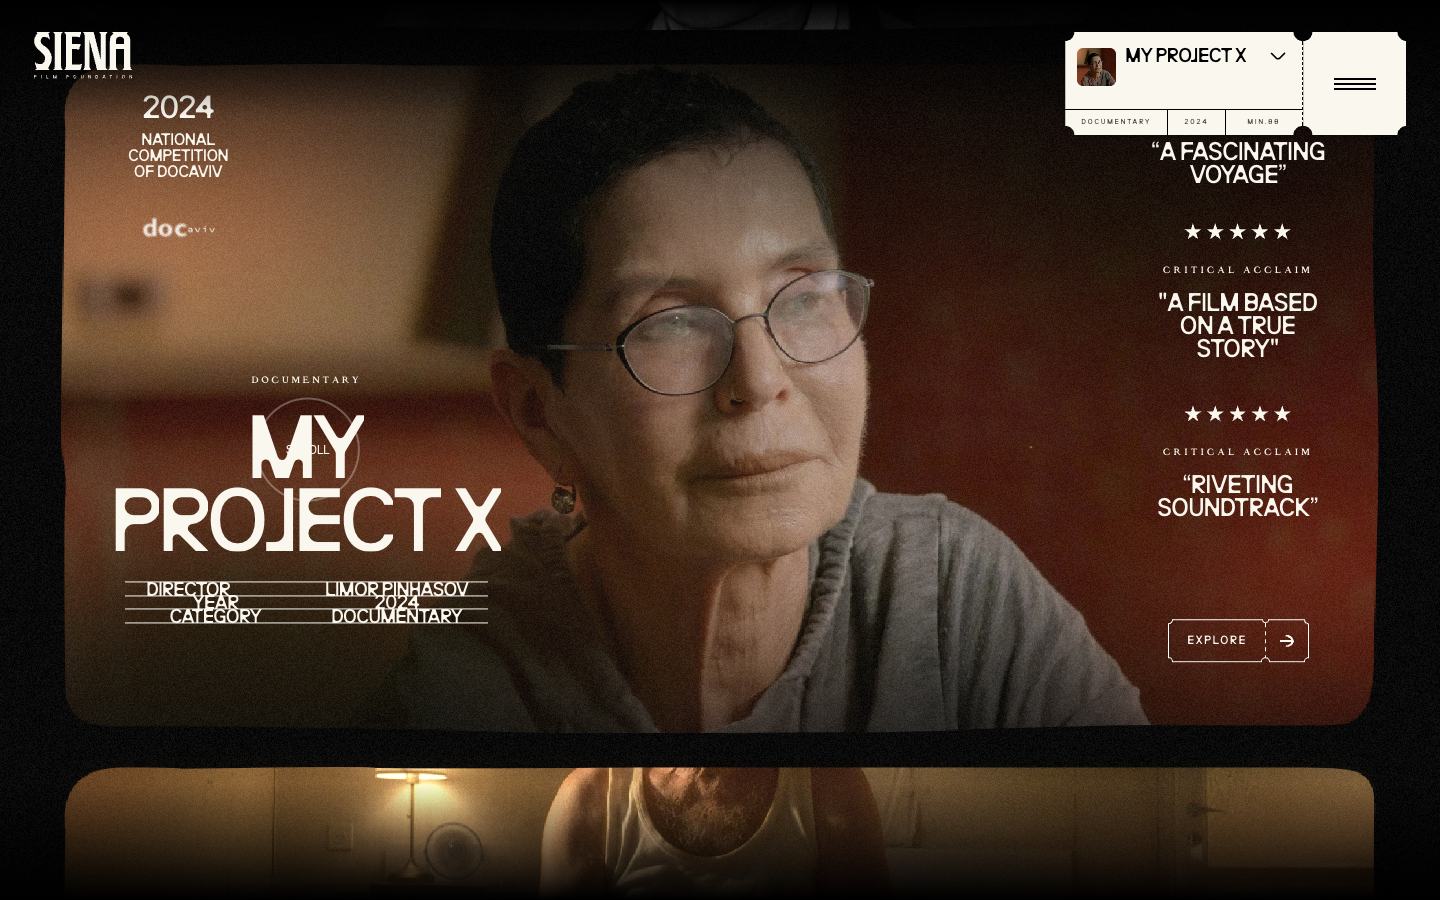 SIENA
FILM FOUNDATION
MY PROJECT X
DOCUMENTARY
2024
MIN.00
2024
NATIONAL
COMPETITION
OF DOCAVIV
docaviv
DOCUMENTARY
MY
PROJECT X
DIRECTOR LIMOR PINHASOV
YEAR 2024
CATEGORY DOCUMENTARY
“A FASCINATING
VOYAGE”
★★★★★
CRITICAL ACCLAIM
"A FILM BASED
ON A TRUE
STORY"
★★★★★
CRITICAL ACCLAIM
“RIVETING
SOUNDTRACK”
EXPLORE